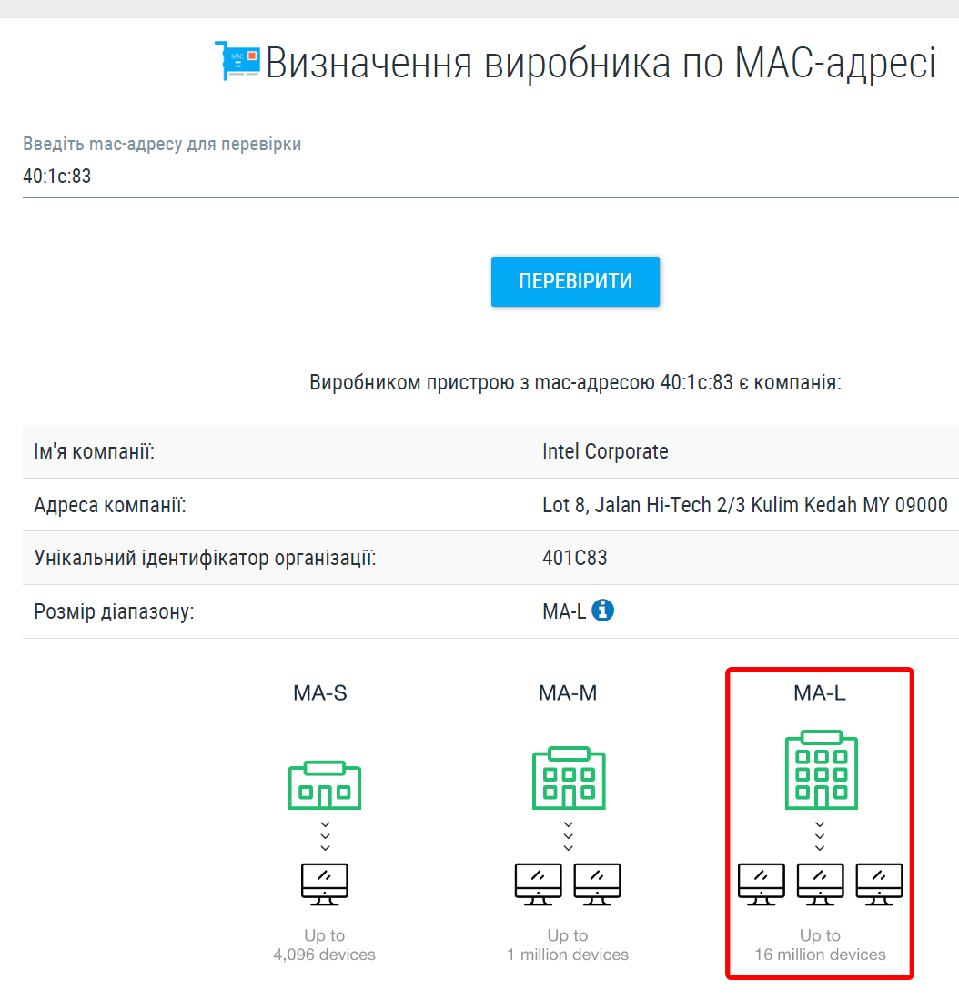 MAC
Визначення виробника по MAC-адресі
Введіть mac-адресу для перевірки
40:1c:83
ПЕРЕВІРИТИ
Виробником пристрою з mac-адресою 40:1c:83 є компанія:
Ім'я компанії: Intel Corporate
Адреса компанії: Lot 8, Jalan Hi-Tech 2/3 Kulim Kedah MY 09000
Унікальний ідентифікатор організації: 401C83
Розмір діапазону: MA-L
MA-S MA-M MA-L
Up to Up to Up to
4,096 devices 1 million devices 16 million devices